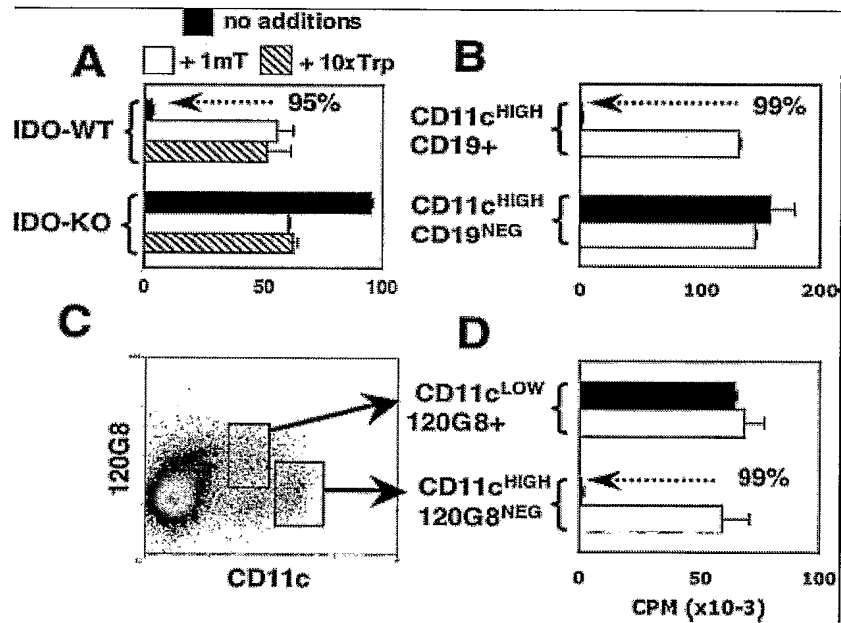 no additions
+ 1mT + 10xTrp
A
95%
IDO-WT
IDO-KO
0 50 100
B
99%
CD11cHIGH
CD19+
CD11cHIGH
CD19NEG
0 100 200
C
120G8
CD11c
D
CD11cLOW
120G8+
99%
CD11cHIGH
120G8NEG
0 50 100
CPM (x10-3)